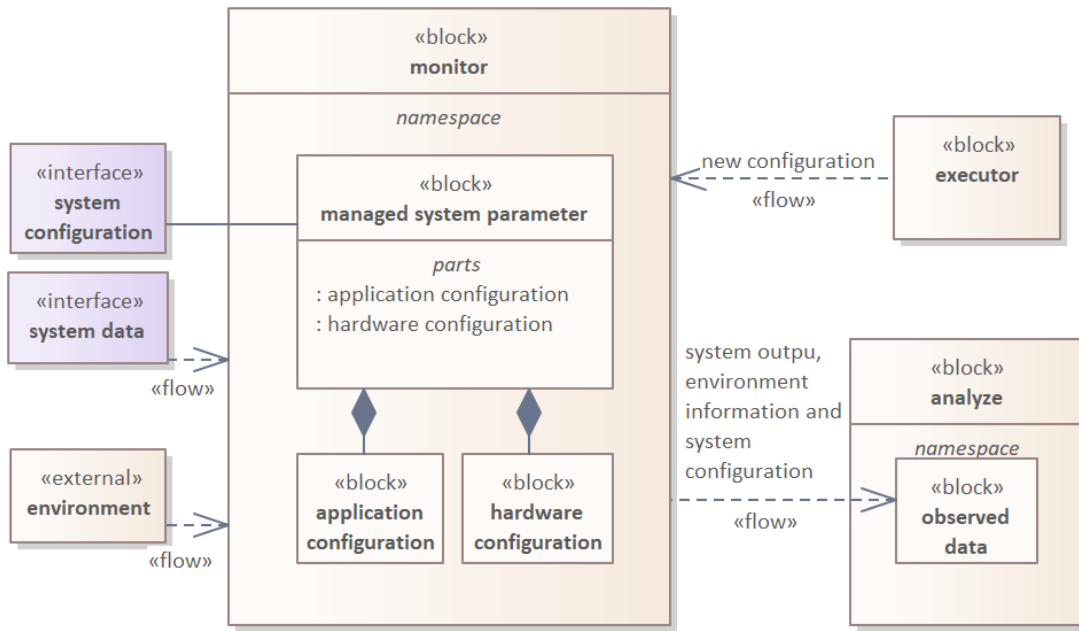 «block»
monitor
namespace
«interface»
system
configuration
«block»
managed system parameter
parts
: application configuration
: hardware configuration
new configuration
«flow»
«block»
executor
«interface»
system data
«flow»
system outpu,
environment
information and
system
configuration
«flow»
«block»
analyze
namespace
«block»
observed
data
«external»
environment
«flow»
«block»
application
configuration
«block»
hardware
configuration